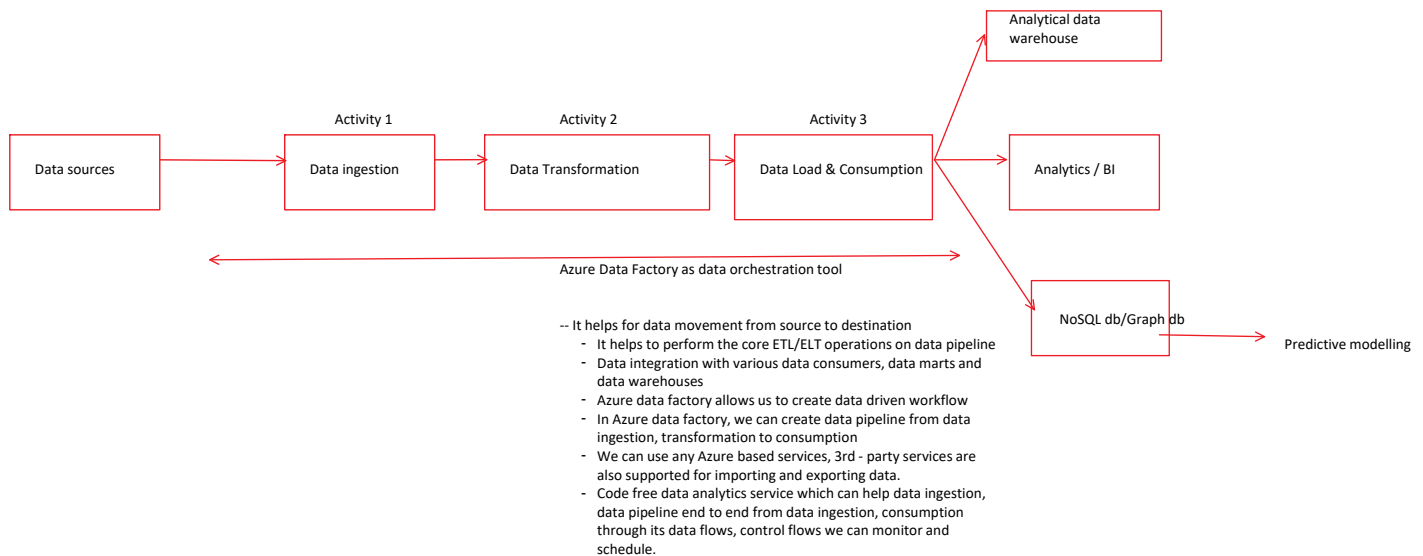 Analytical data
warehouse
Activity 1
Activity 2
Activity 3
Data sources
Data ingestion
Data Transformation
Data Load & Consumption
Analytics / BI
Azure Data Factory as data orchestration tool
NoSQL db/Graph db
Predictive modelling
-- It helps for data movement from source to destination
- It helps to perform the core ETL/ELT operations on data pipeline
- Data integration with various data consumers, data marts and
data warehouses
- Azure data factory allows us to create data driven workflow
- In Azure data factory, we can create data pipeline from data
ingestion, transformation to consumption
- We can use any Azure based services, 3rd - party services are
also supported for importing and exporting data.
- Code free data analytics service which can help data ingestion,
data pipeline end to end from data ingestion, consumption
through its data flows, control flows we can monitor and
schedule.